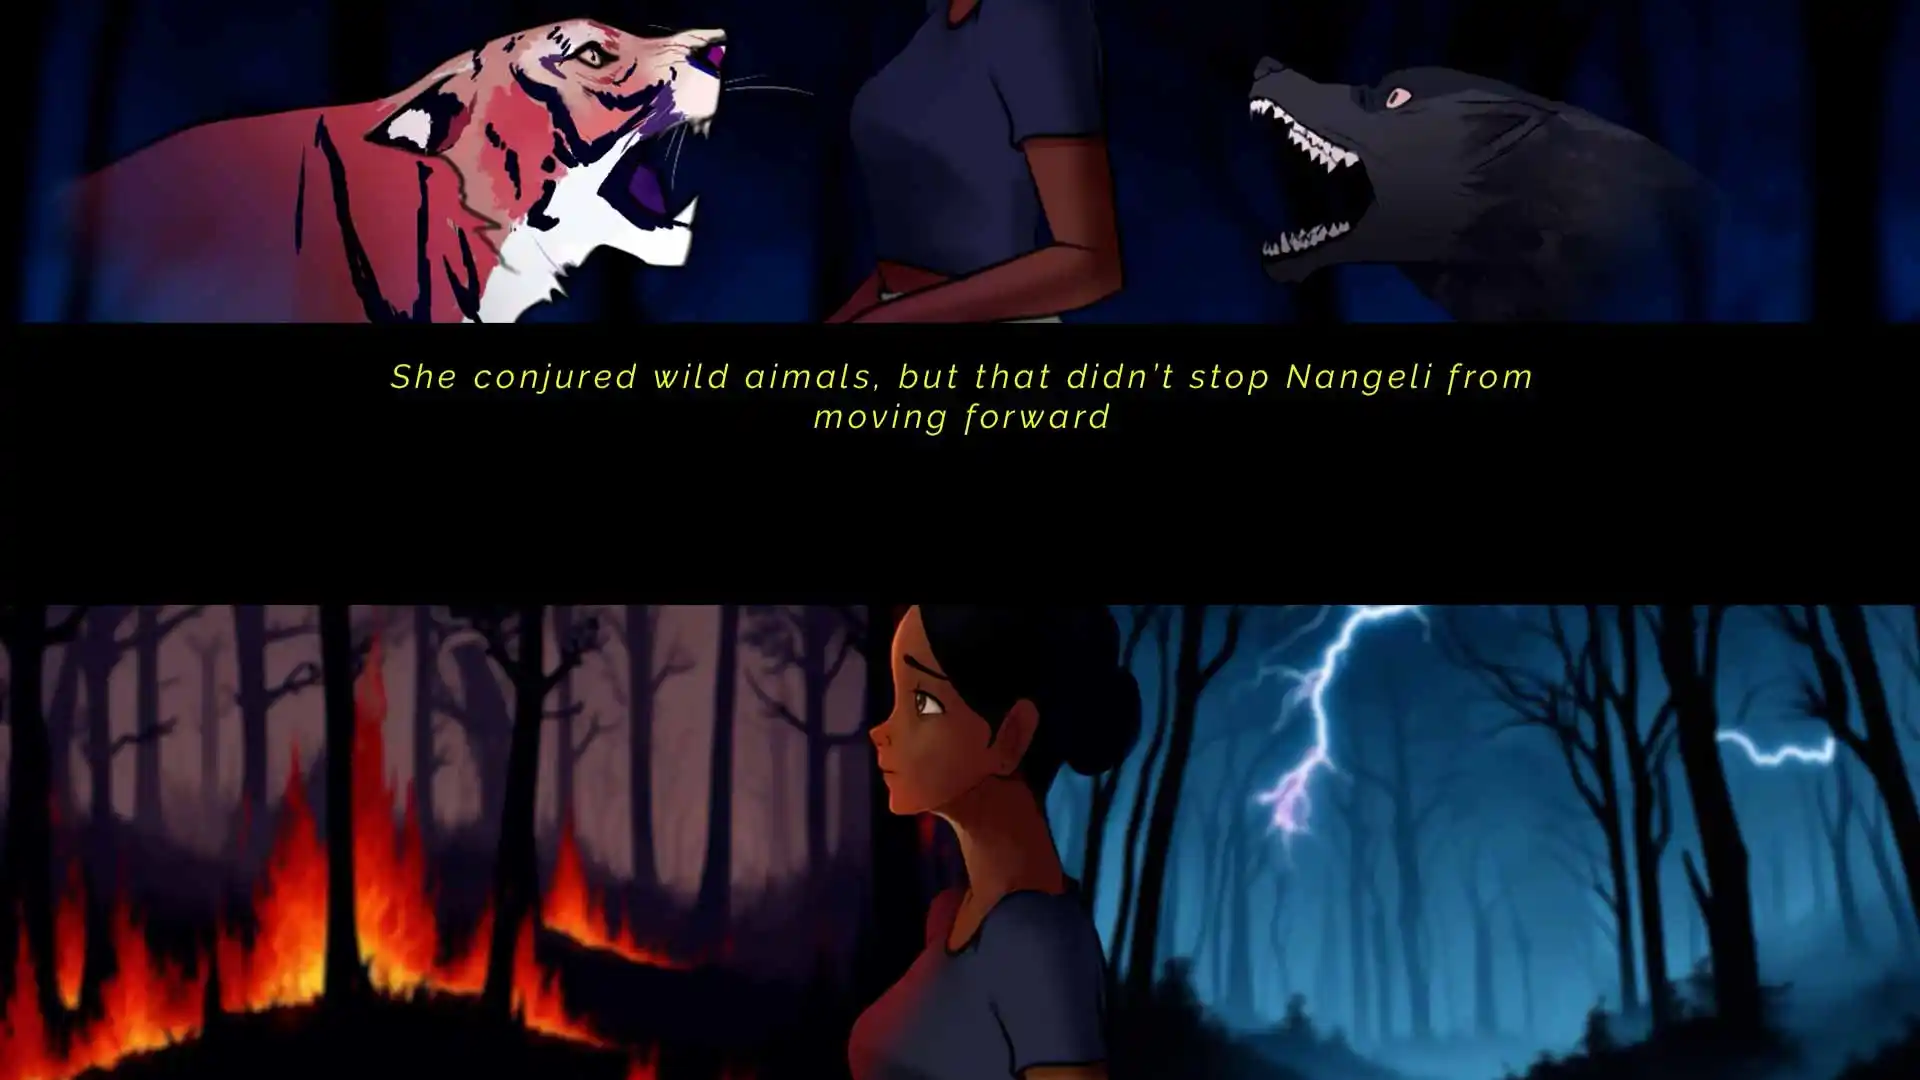 She conjured wild aimals, but that didn’t stop Nangeli from
moving forward